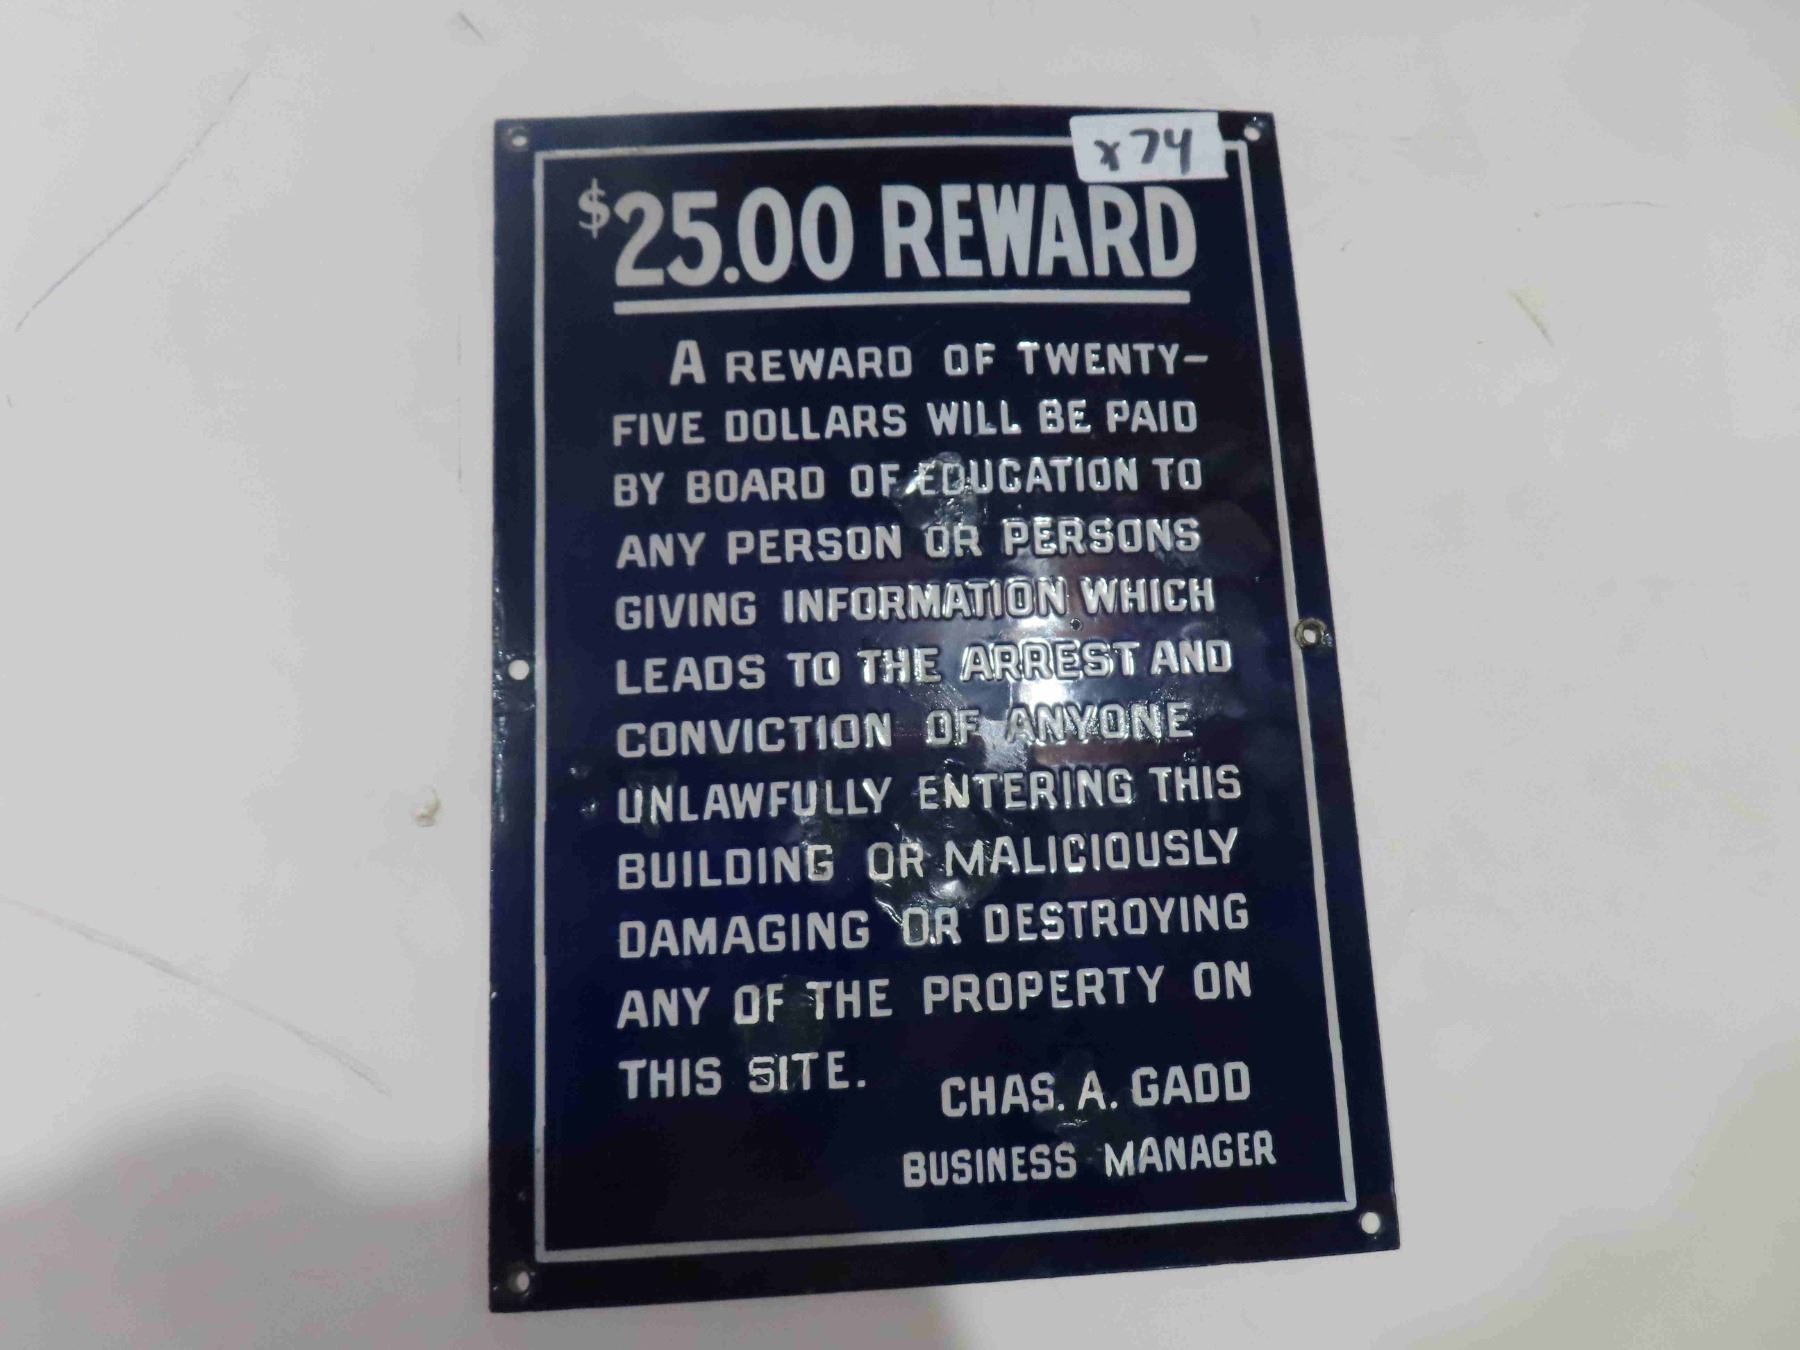 x74
$25.00 REWARD
A REWARD OF TWENTY-
FIVE DOLLARS WILL BE PAID
BY BOARD OF EDUCATION TO
ANY PERSON OR PERSONS
GIVING INFORMATION WHICH
LEADS TO THE ARREST AND
CONVICTION OF ANYONE
UNLAWFULLY ENTERING THIS
BUILDING OR MALICIOUSLY
DAMAGING OR DESTROYING
ANY OF THE PROPERTY ON
THIS SITE.
CHAS. A. GADD
BUSINESS MANAGER